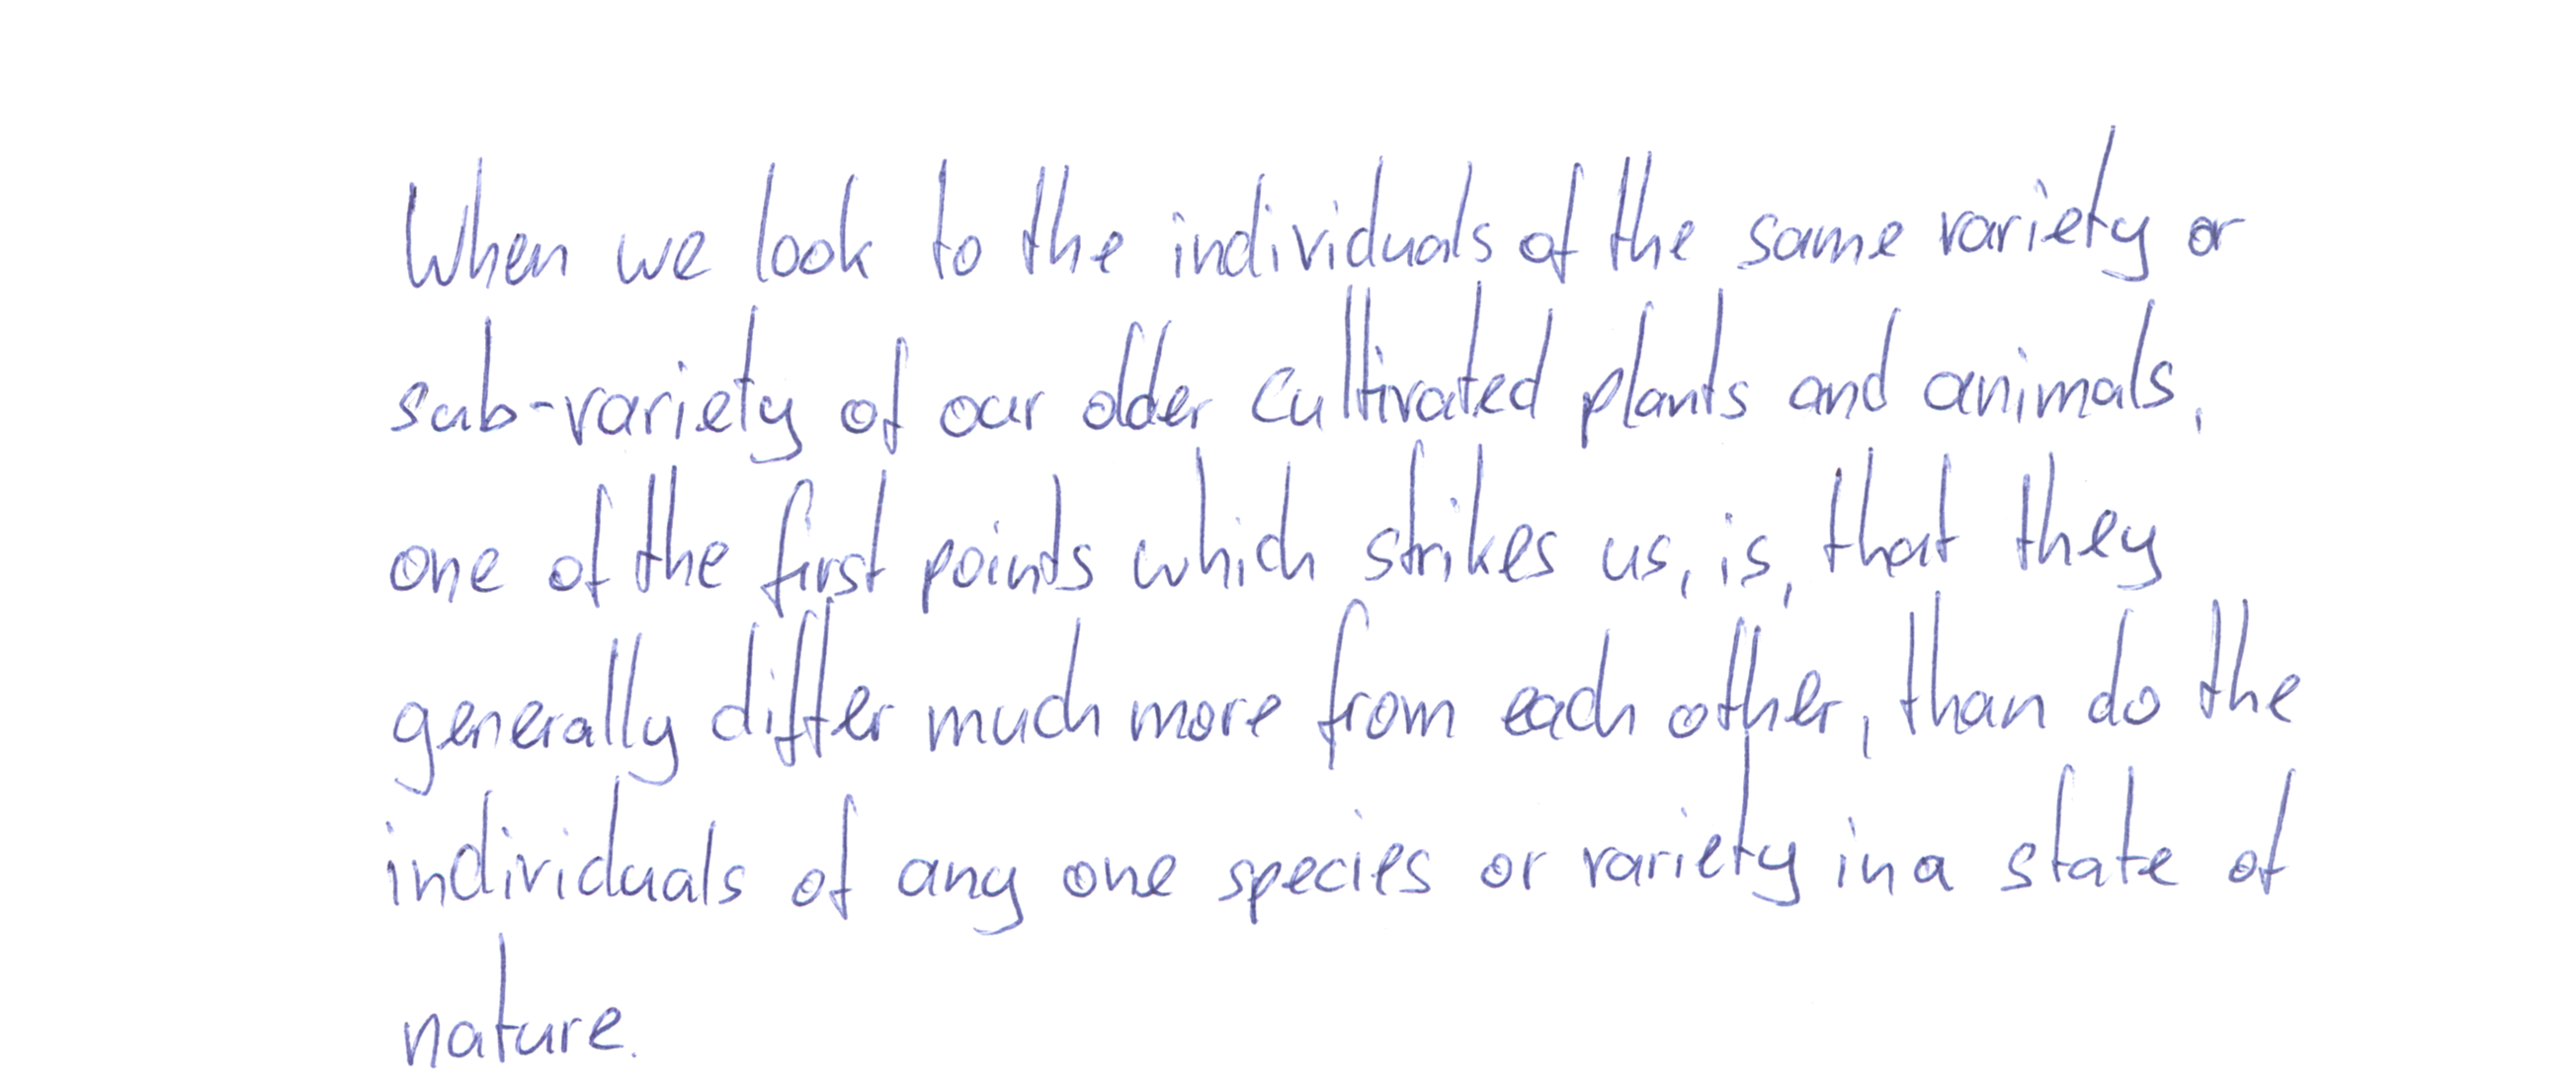 When we look to the individuals of the same variety or
sub-variety of our older cultivated plants and animals,
one of the first points which strikes us, is, that they
generally differ much more from each other, than do the
individuals of any one species or variety in a state of
nature.